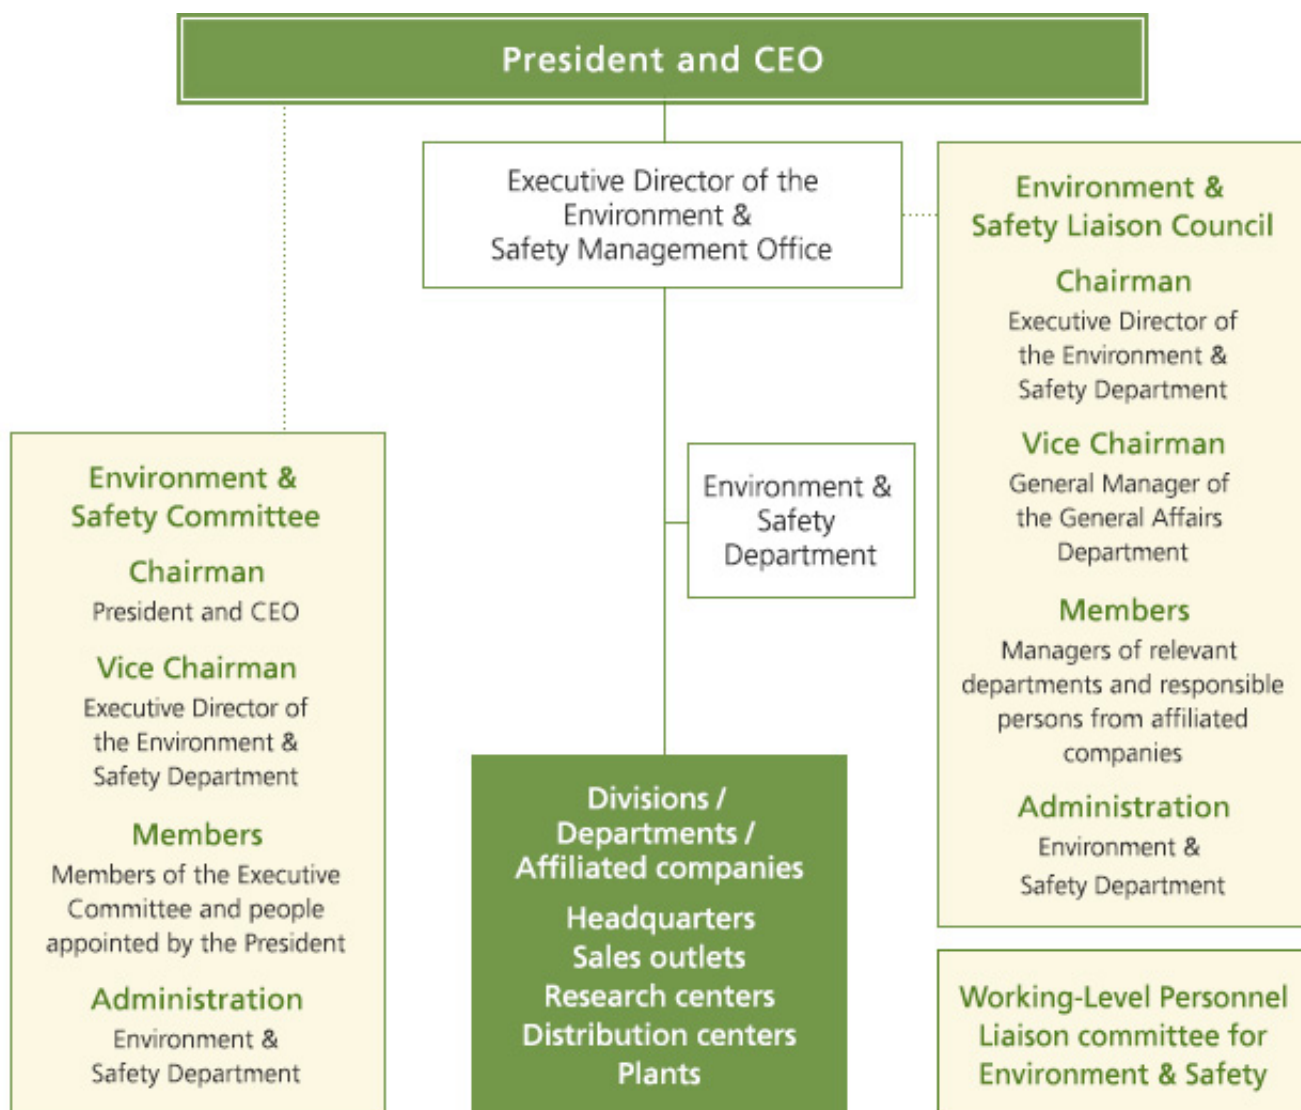 President and CEO
Executive Director of the
Environment &
Safety Management Office
Environment &
Safety Liaison Council
Chairman
Executive Director of
the Environment &
Safety Department
Vice Chairman
General Manager of
the General Affairs
Department
Members
Managers of relevant
departments and responsible
persons from affiliated
companies
Administration
Environment &
Safety Department
Environment &
Safety
Department
Environment &
Safety Committee
Chairman
President and CEO
Vice Chairman
Executive Director of
the Environment &
Safety Department
Members
Members of the Executive
Committee and people
appointed by the President
Administration
Environment &
Safety Department
Divisions /
Departments /
Affiliated companies
Headquarters
Sales outlets
Research centers
Distribution centers
Plants
Working-Level Personnel
Liaison committee for
Environment & Safety